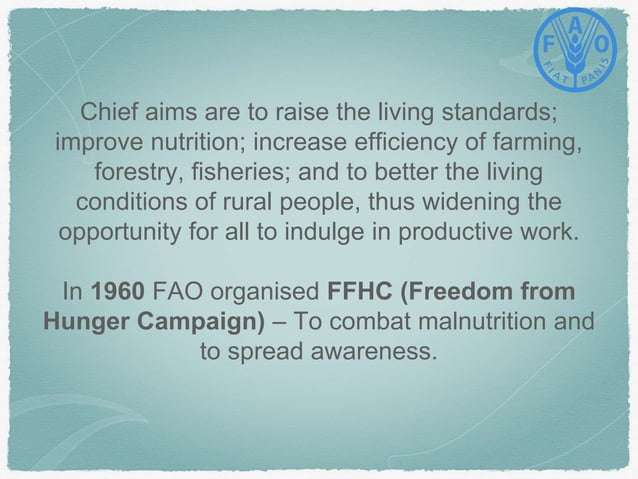 F A O
FIAT PANIS
Chief aims are to raise the living standards;
improve nutrition; increase efficiency of farming,
forestry, fisheries; and to better the living
conditions of rural people, thus widening the
opportunity for all to indulge in productive work.
In 1960 FAO organised FFHC (Freedom from
Hunger Campaign) – To combat malnutrition and
to spread awareness.